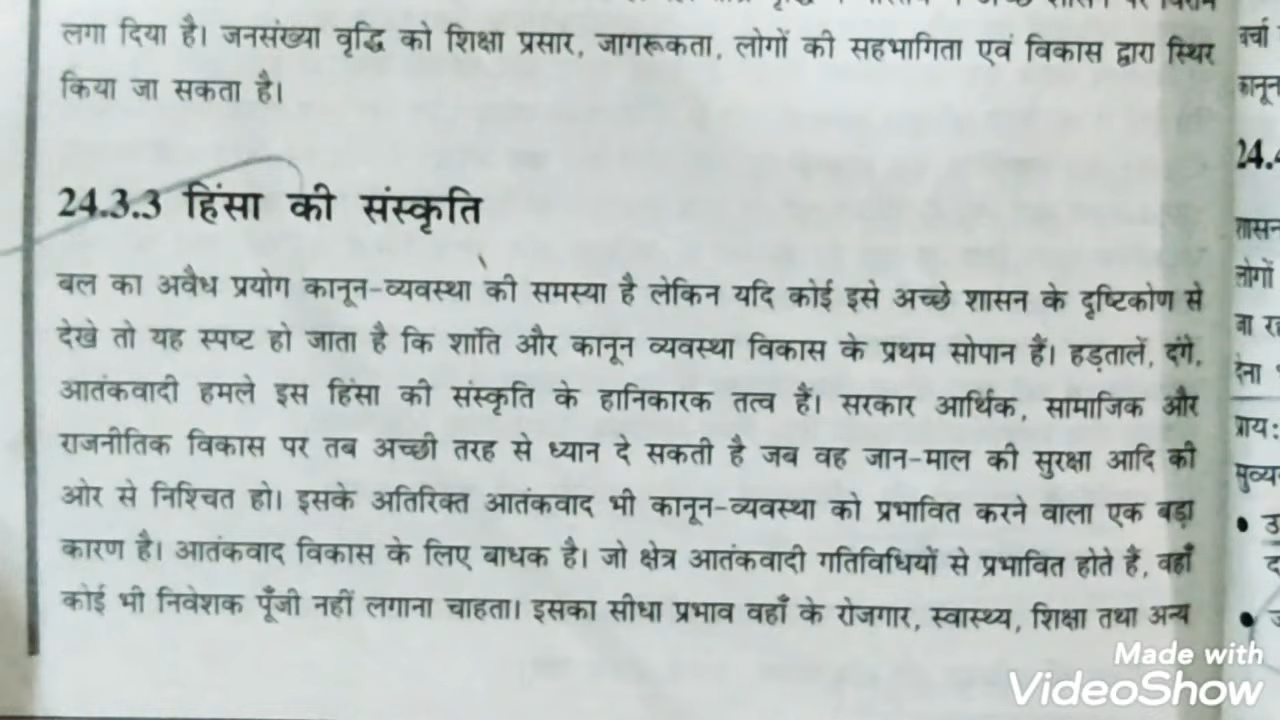 लगा दिया है। जनसंख्या वृद्धि को शिक्षा प्रसार, जागरूकता, लोगों की सहभागिता एवं विकास द्वारा स्थिर
किया जा सकता है।
24.3.3 हिंसा की संस्कृति
बल का अवैध प्रयोग कानून-व्यवस्था की समस्या है लेकिन यदि कोई इसे अच्छे शासन के दृष्टिकोण से
देखे तो यह स्पष्ट हो जाता है कि शांति और कानून व्यवस्था विकास के प्रथम सोपान हैं। हड़तालें, दंगे,
आतंकवादी हमले इस हिंसा की संस्कृति के हानिकारक तत्व हैं। सरकार आर्थिक, सामाजिक और
राजनीतिक विकास पर तब अच्छी तरह से ध्यान दे सकती है जब वह जान-माल की सुरक्षा आदि की
ओर से निश्चित हो। इसके अतिरिक्त आतंकवाद भी कानून-व्यवस्था को प्रभावित करने वाला एक बड़ा
कारण है। आतंकवाद विकास के लिए बाधक है। जो क्षेत्र आतंकवादी गतिविधियों से प्रभावित होते हैं, वहाँ
कोई भी निवेशक पूँजी नहीं लगाना चाहता। इसका सीधा प्रभाव वहाँ के रोजगार, स्वास्थ्य, शिक्षा तथा अन्य
24.
लोगों
देना
प्राय:
Made with
VideoShow